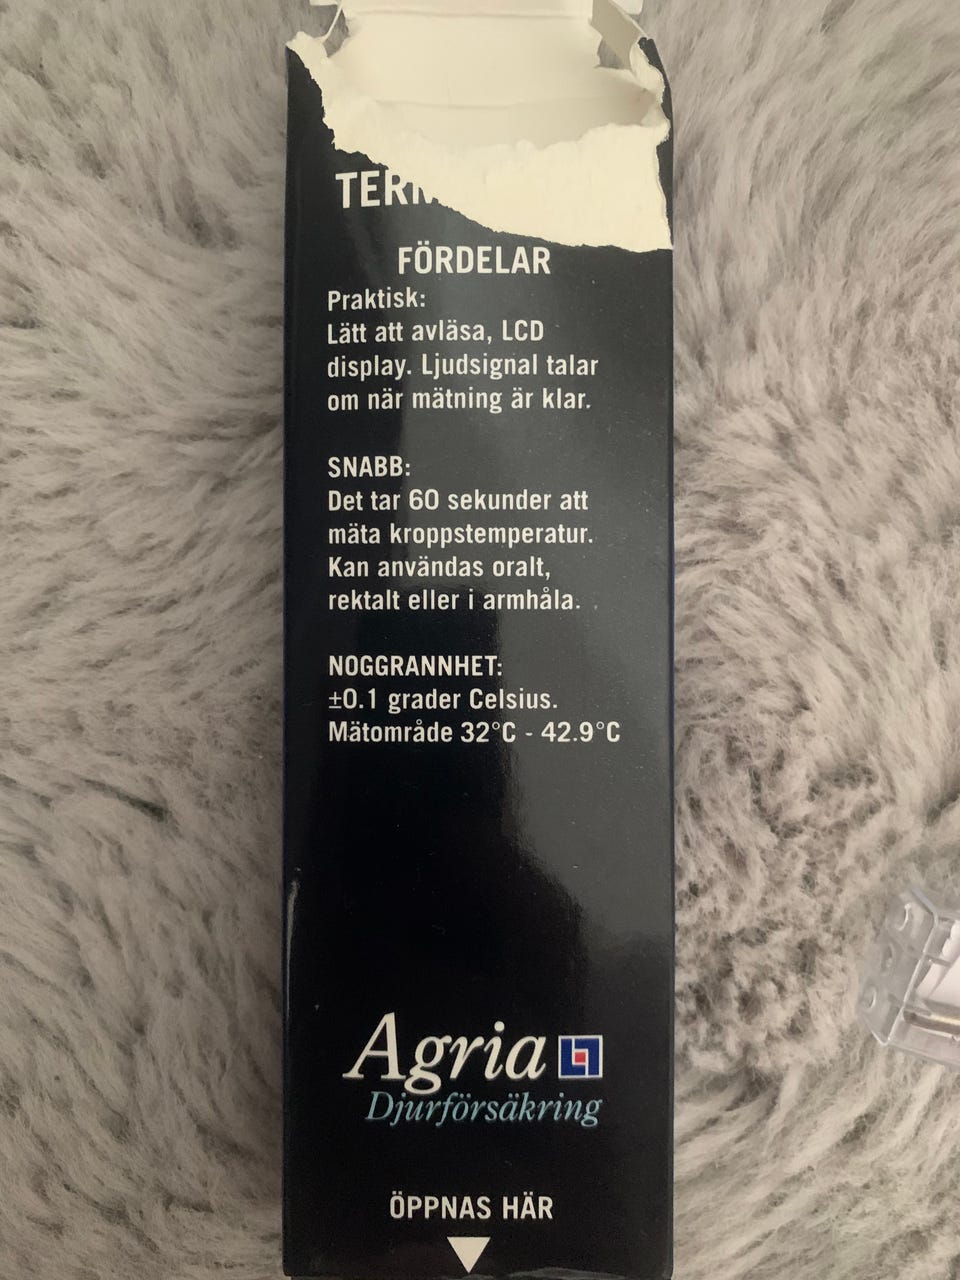 FÖRDELAR
Praktisk:
Lätt att avläsa, LCD
display. Ljudsignal talar
om när mätning är klar.
SNABB:
Det tar 60 sekunder att
mäta kroppstemperatur.
Kan användas oralt,
rektalt eller i armhåla.
NOGGRANNHET:
±0.1 grader Celsius.
Mätområde 32°C - 42.9°C
Agria
Djurförsäkring
ÖPPNAS HÄR